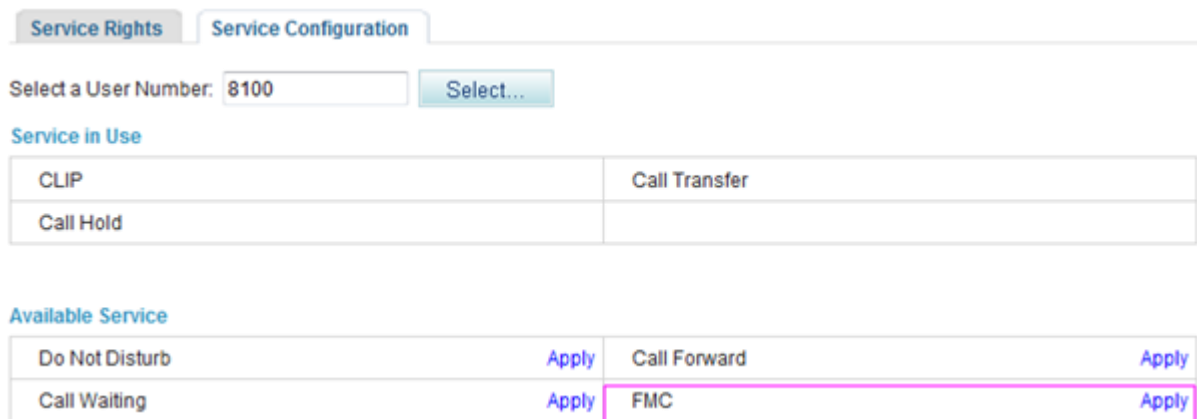 Service Rights Service Configuration
Select a User Number: 8100 Select...
Service in Use
CLIP Call Transfer
Call Hold
Available Service
Do Not Disturb Apply Call Forward Apply
Call Waiting Apply FMC Apply